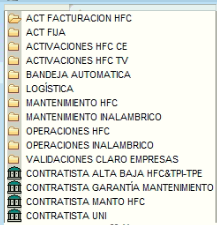 ACT FACTURACION HFC
ACT FUA
ACTIVACIONES HFC CE
ACTIVACIONES HFC TV
BANDEJA AUTOMATICA
LOGÍSTICA
MANTENIMIENTO HFC
MANTENIMIENTO INALAMBRICO
OPERACIONES HFC
OPERACIONES INALAMBRICO
VALIDACIONES CLARO EMPRESAS
CONTRATISTA ALTA BAJA HFC&TPI-TPE
CONTRATISTA GARANTÍA MANTENIMIENTO
CONTRATISTA MANTO HFC
CONTRATISTA UNI